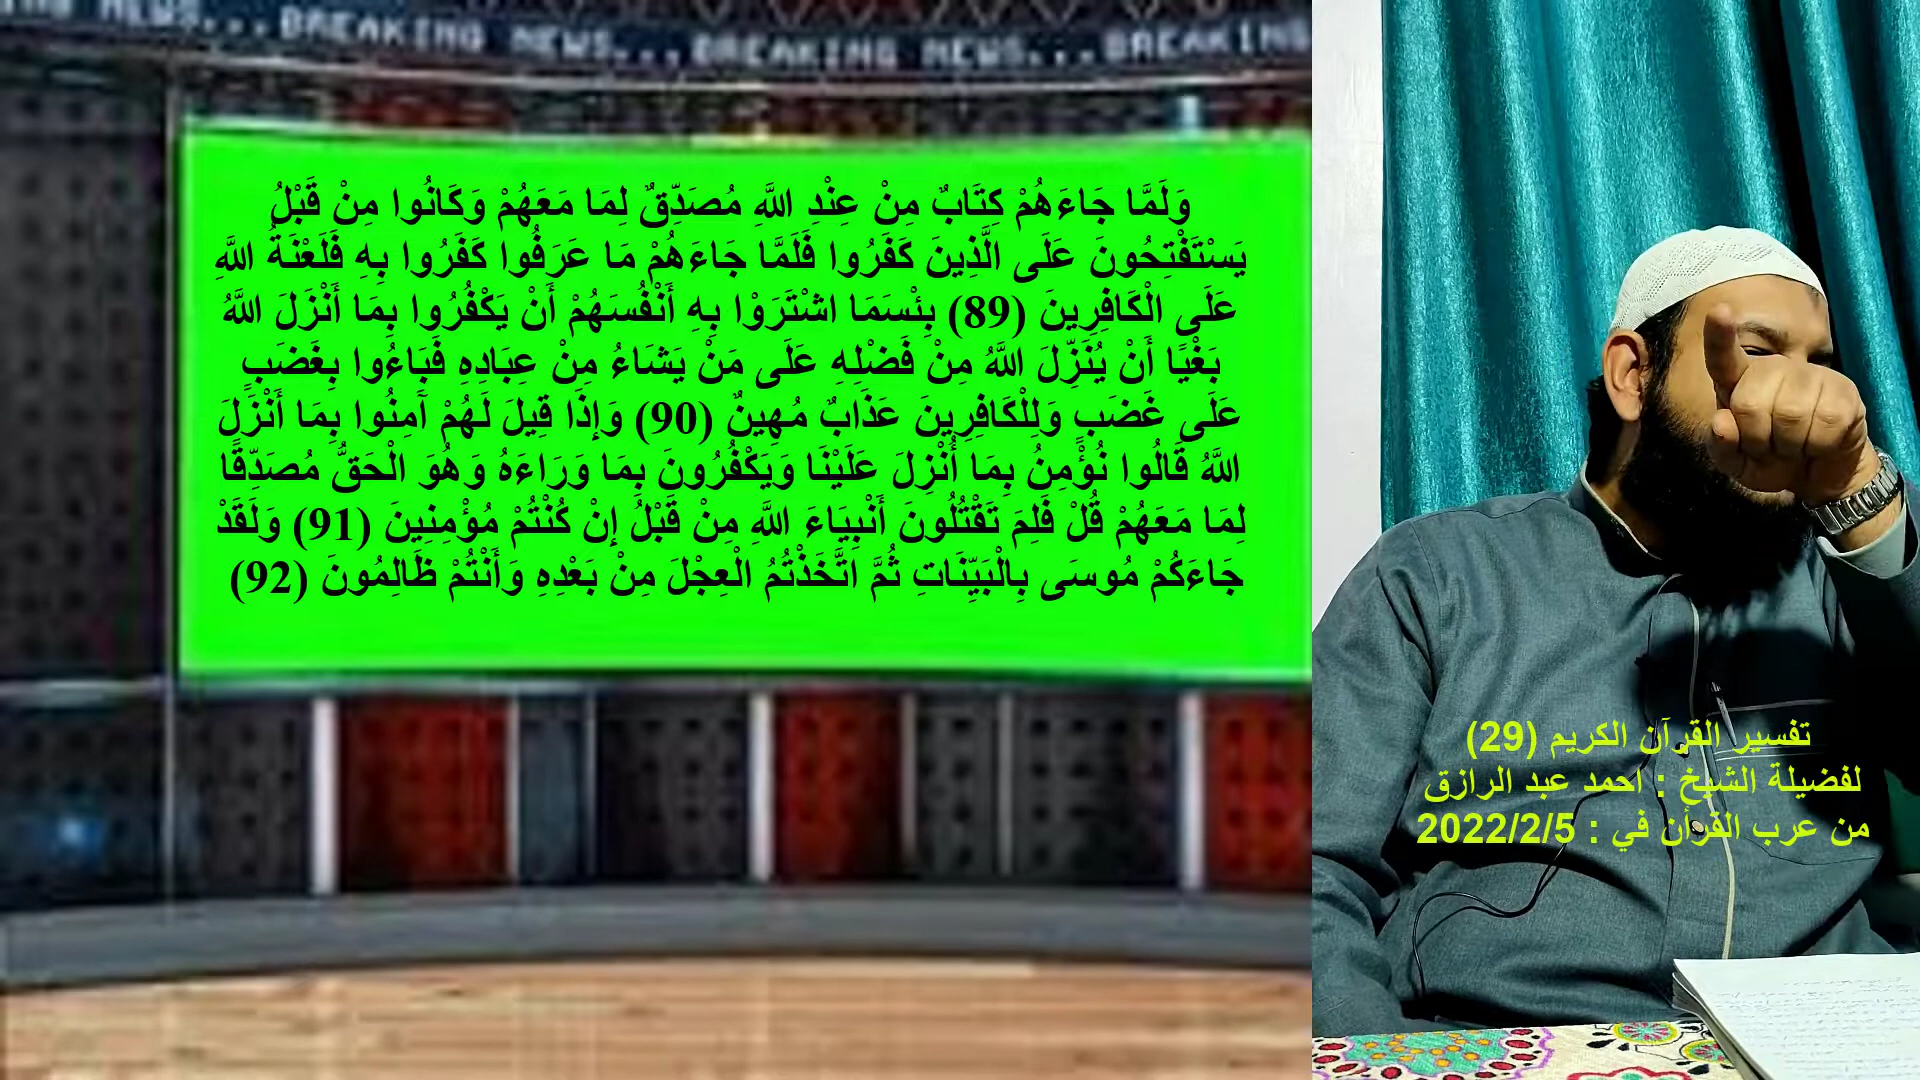 ...BREAKING NEWS...BREAKING NEWS...BREAKING
وَلَمَّا جَاءَهُمْ كِتَابٌ مِنْ عِنْدِ اللَّهِ مُصَدِّقٌ لِمَا مَعَهُمْ وَكَانُوا مِنْ قَبْلُ
يَسْتَفْتِحُونَ عَلَى الَّذِينَ كَفَرُوا فَلَمَّا جَاءَهُمْ مَا عَرَفُوا كَفَرُوا بِهِ فَلَعْنَةُ اللَّهِ
عَلَى الْكَافِرِينَ (89) بِئْسَمَا اشْتَرَوْا بِهِ أَنْفُسَهُمْ أَنْ يَكْفُرُوا بِمَا أَنْزَلَ اللَّهُ
بَغْيًا أَنْ يُنَزِّلَ اللَّهُ مِنْ فَضْلِهِ عَلَى مَنْ يَشَاءُ مِنْ عِبَادِهِ فَبَاءُوا بِغَضَبٍ
عَلَى غَضَبٍ وَلِلْكَافِرِينَ عَذَابٌ مُهِينٌ (90) وَإِذَا قِيلَ لَهُمْ آَمِنُوا بِمَا أَنْزَلَ
اللَّهُ قَالُوا نُؤْمِنُ بِمَا أُنْزِلَ عَلَيْنَا وَيَكْفُرُونَ بِمَا وَرَاءَهُ وَهُوَ الْحَقُّ مُصَدِّقًا
لِمَا مَعَهُمْ قُلْ فَلِمَ تَقْتُلُونَ أَنْبِيَاءَ اللَّهِ مِنْ قَبْلُ إِنْ كُنْتُمْ مُؤْمِنِينَ (91) وَلَقَدْ
جَاءَكُمْ مُوسَى بِالْبَيِّنَاتِ ثُمَّ اتَّخَذْتُمُ الْعِجْلَ مِنْ بَعْدِهِ وَأَنْتُمْ ظَالِمُونَ (92)
تفسير القرآن الكريم (29)
لفضيلة الشيخ : احمد عبد الرازق
من عرب القرأن في : 2022/2/5